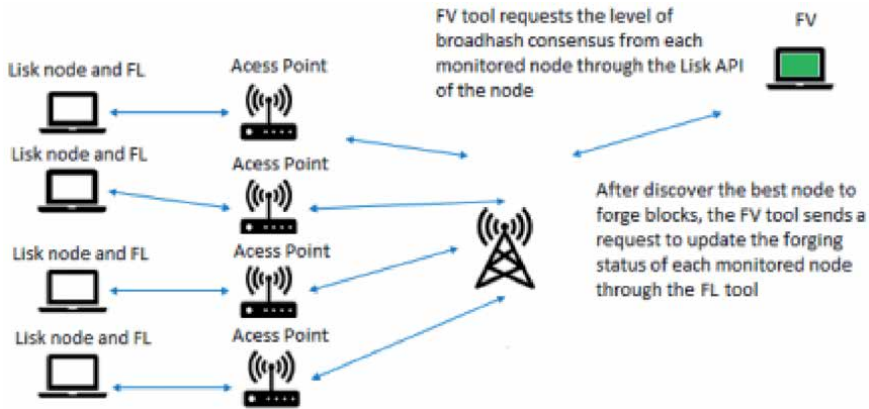 FV tool requests the level of
broadhash consensus from each
monitored node through the Lisk API
of the node
FV
Lisk node and FL
Acess Point
Lisk node and FL
Acess Point
After discover the best node to
forge blocks, the FV tool sends a
request to update the forging
status of each monitored node
through the FL tool
Lisk node and FL
Acess Point
Lisk node and FL
Acess Point